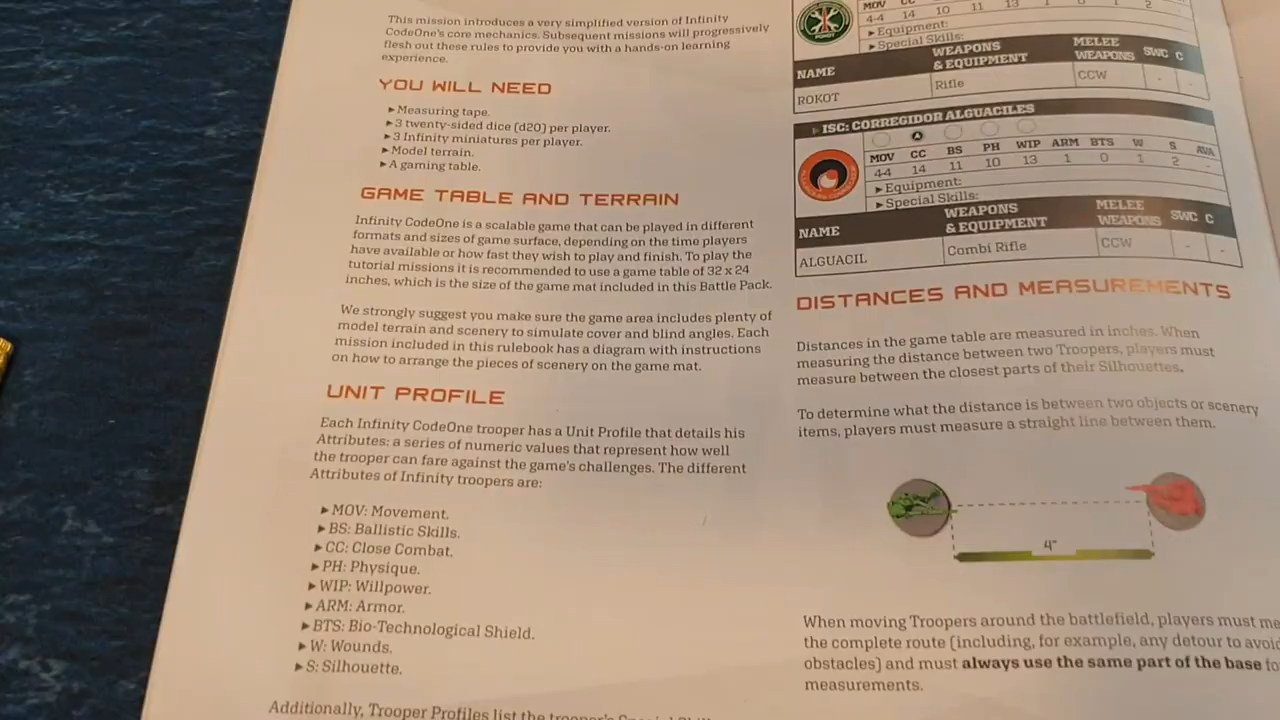 This mission introduces a very simplified version of Infinity
CodeOne's core mechanics. Subsequent missions will progressively
flesh out these rules to provide you with a hands-on learning
experience.
YOU WILL NEED
▸Measuring tape.
▸3 twenty-sided dice (d20) per player.
▸3 Infinity miniatures per player.
▸Model terrain.
▸A gaming table.
GAME TABLE AND TERRAIN
Infinity CodeOne is a scalable game that can be played in different
formats and sizes of game surface, depending on the time players
have available or how fast they wish to play and finish. To play the
tutorial missions it is recommended to use a game table of 32 x 24
inches, which is the size of the game mat included in this Battle Pack.
We strongly suggest you make sure the game area includes plenty of
model terrain and scenery to simulate cover and blind angles. Each
mission included in this rulebook has a diagram with instructions
on how to arrange the pieces of scenery on the game mat.
UNIT PROFILE
Each Infinity CodeOne trooper has a Unit Profile that details his
Attributes: a series of numeric values that represent how well
the trooper can fare against the game's challenges. The different
Attributes of Infinity troopers are:
▸MOV: Movement.
▸BS: Ballistic Skills.
▸CC: Close Combat.
▸PH: Physique.
▸WIP: Willpower.
▸ARM: Armor.
▸BTS: Bio-Technological Shield.
▸W: Wounds.
▸S: Silhouette.
Additionally, Trooper Profiles list the trooper's Special
MOV
4-4 14 10 11 13 1 0 1 2
▸Equipment:
▸Special Skills:
NAME WEAPONS & EQUIPMENT MELEE WEAPONS SWC C
ROKOT Rifle CCW - -
▸ISC: CORREGIDOR ALGUACILES
MOV CC BS PH WIP ARM BTS W S AVA
4-4 14 11 10 13 1 0 1 2 -
▸Equipment:
▸Special Skills:
NAME WEAPONS & EQUIPMENT MELEE WEAPONS SWC C
ALGUACIL Combi Rifle CCW - -
DISTANCES AND MEASUREMENTS
Distances in the game table are measured in inches. When
measuring the distance between two Troopers, players must
measure between the closest parts of their Silhouettes.
To determine what the distance is between two objects or scenery
items, players must measure a straight line between them.
4"
When moving Troopers around the battlefield, players must me
the complete route (including, for example, any detour to avoid
obstacles) and must always use the same part of the base fo
measurements.